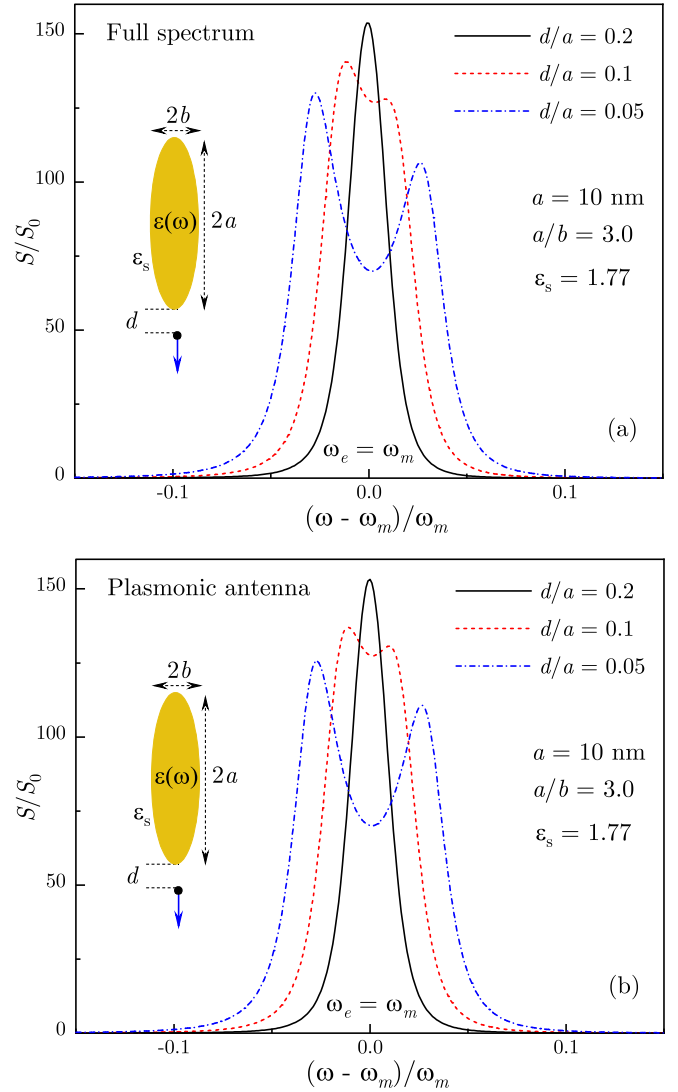 Full spectrum
d/a = 0.2
d/a = 0.1
d/a = 0.05
2b
ε(ω)
2a
εs
d
a = 10 nm
a/b = 3.0
εs = 1.77
ωe = ωm
(a)
S/S0
150
100
50
0
-0.1
0.0
0.1
(ω - ωm)/ωm
Plasmonic antenna
d/a = 0.2
d/a = 0.1
d/a = 0.05
2b
ε(ω)
2a
εs
d
a = 10 nm
a/b = 3.0
εs = 1.77
ωe = ωm
(b)
S/S0
150
100
50
0
-0.1
0.0
0.1
(ω - ωm)/ωm